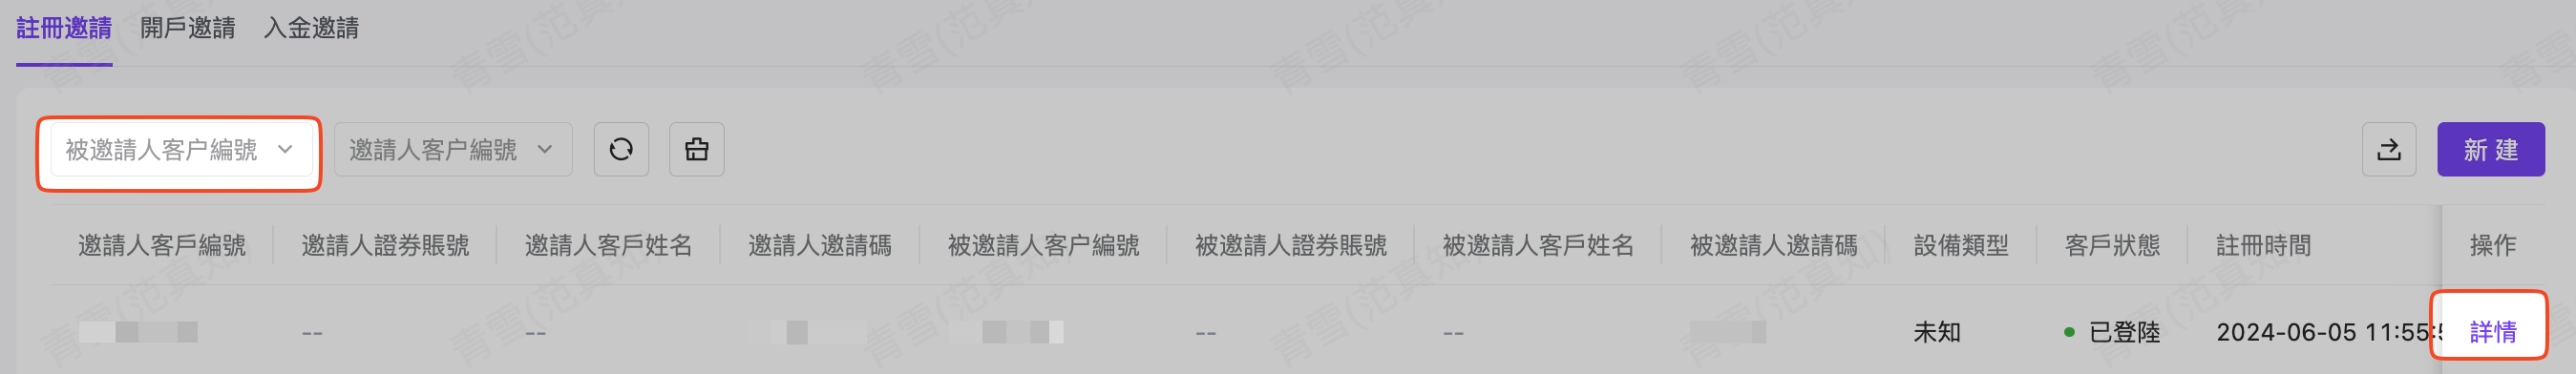 註冊邀請 開戶邀請 入金邀請
被邀請人客户編號 邀請人客户編號 新 建
邀請人客戶編號 邀請人證券賬號 邀請人客戶姓名 邀請人邀請碼 被邀請人客户編號 被邀請人證券賬號 被邀請人客戶姓名 被邀請人邀請碼 設備類型 客戶狀態 註冊時間 操作
-- -- -- -- 未知 已登陸 2024-06-05 11:55: 詳情
青雪(范真知)